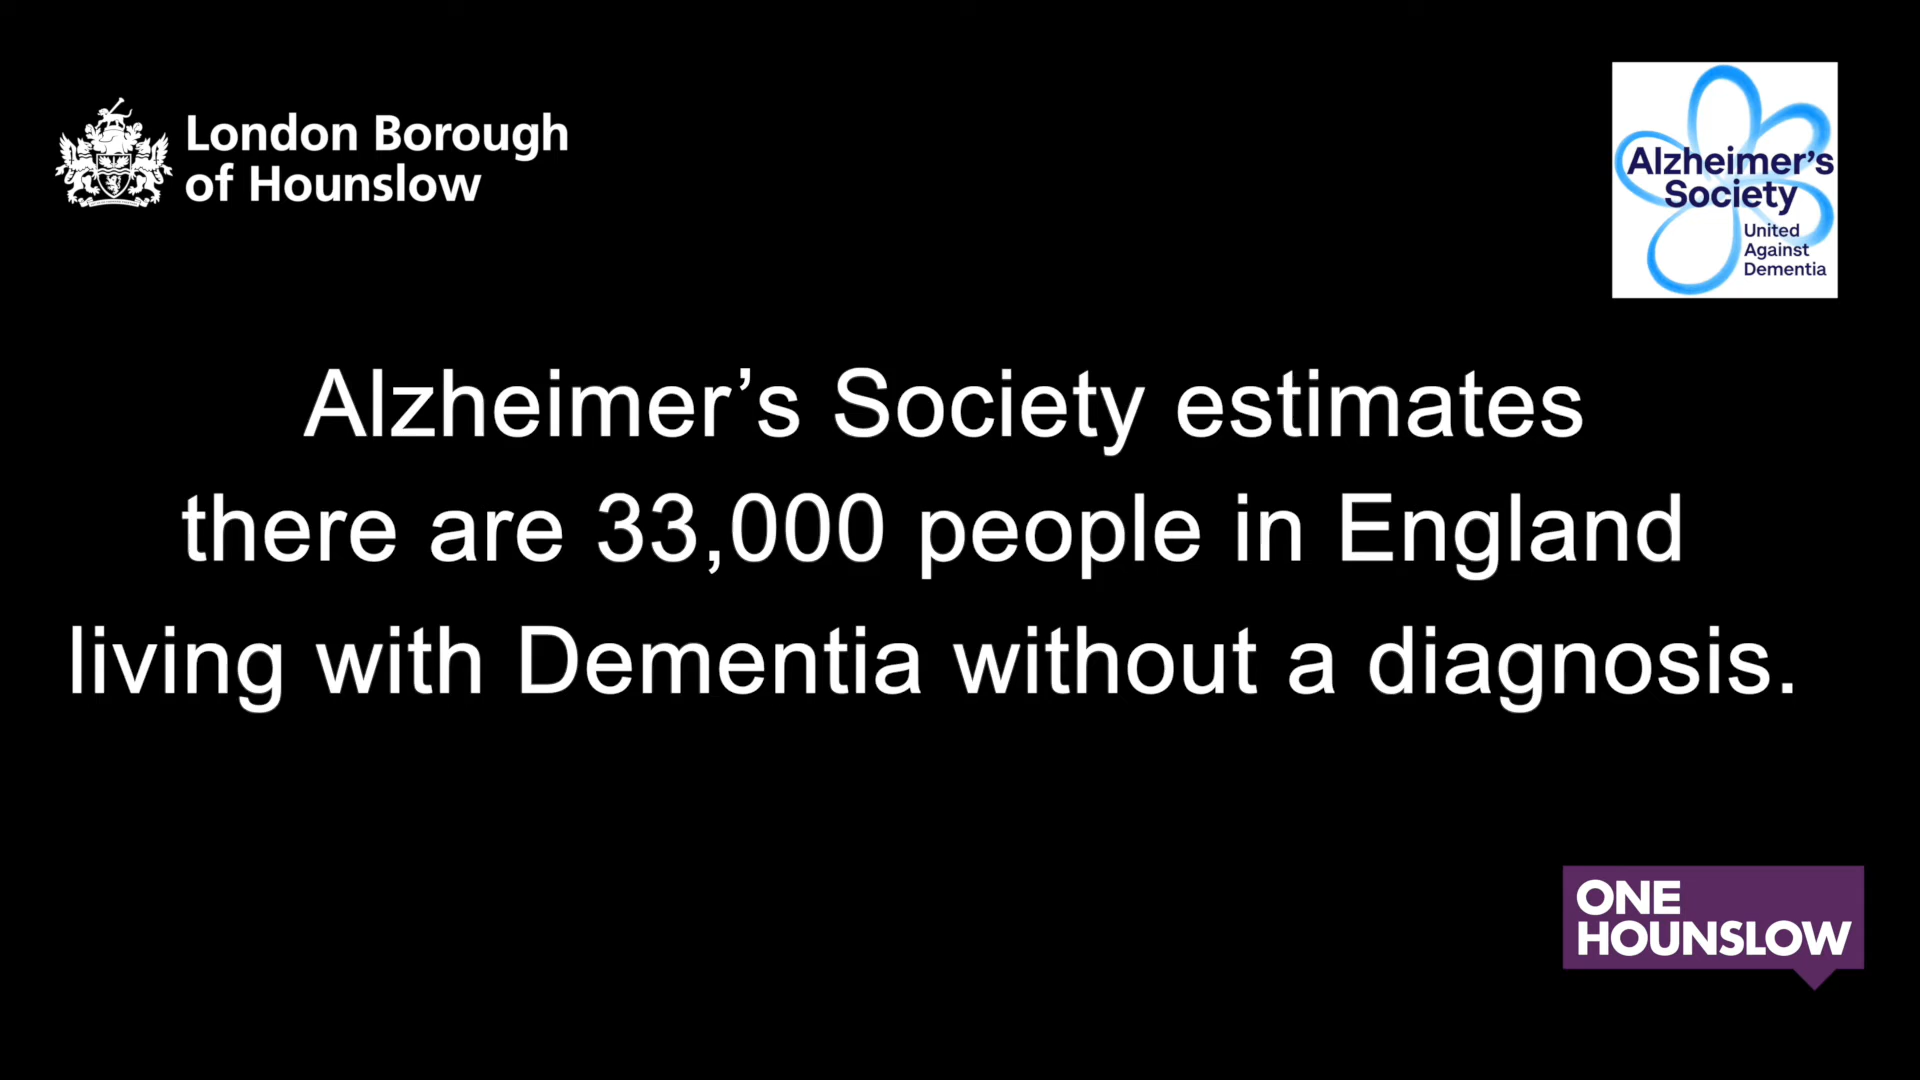 London Borough
of Hounslow
Alzheimer's
Society
United
Against
Dementia
Alzheimer’s Society estimates
there are 33,000 people in England
living with Dementia without a diagnosis.
ONE
HOUNSLOW